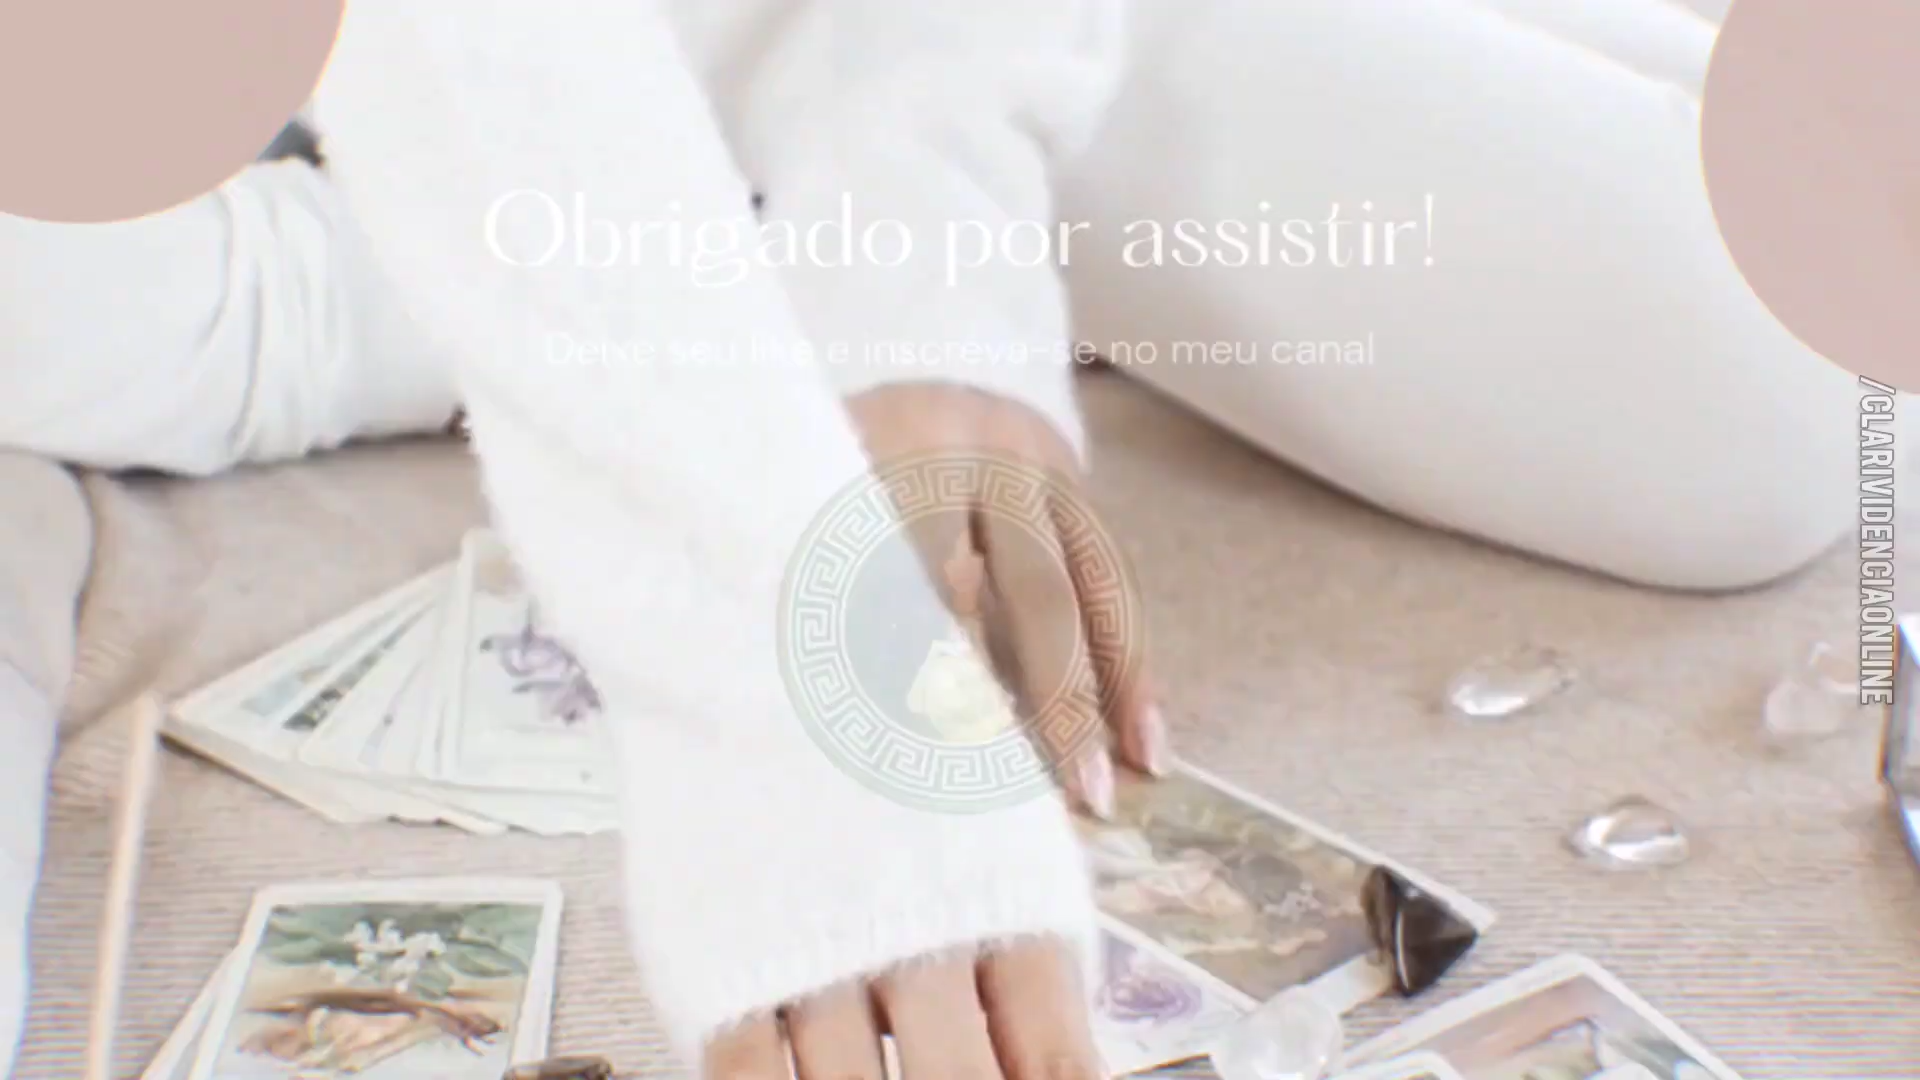 Obrigado por assistir!
Deixe seu like e inscreva-se no meu canal
/CLARIVIDENCIAONLINE